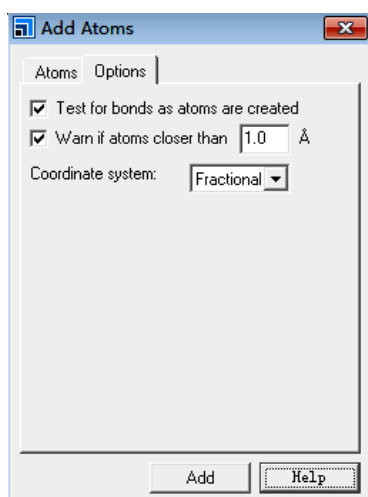 Add Atoms
Atoms Options
Test for bonds as atoms are created
Warn if atoms closer than 1.0 Å
Coordinate system: Fractional
Add Help